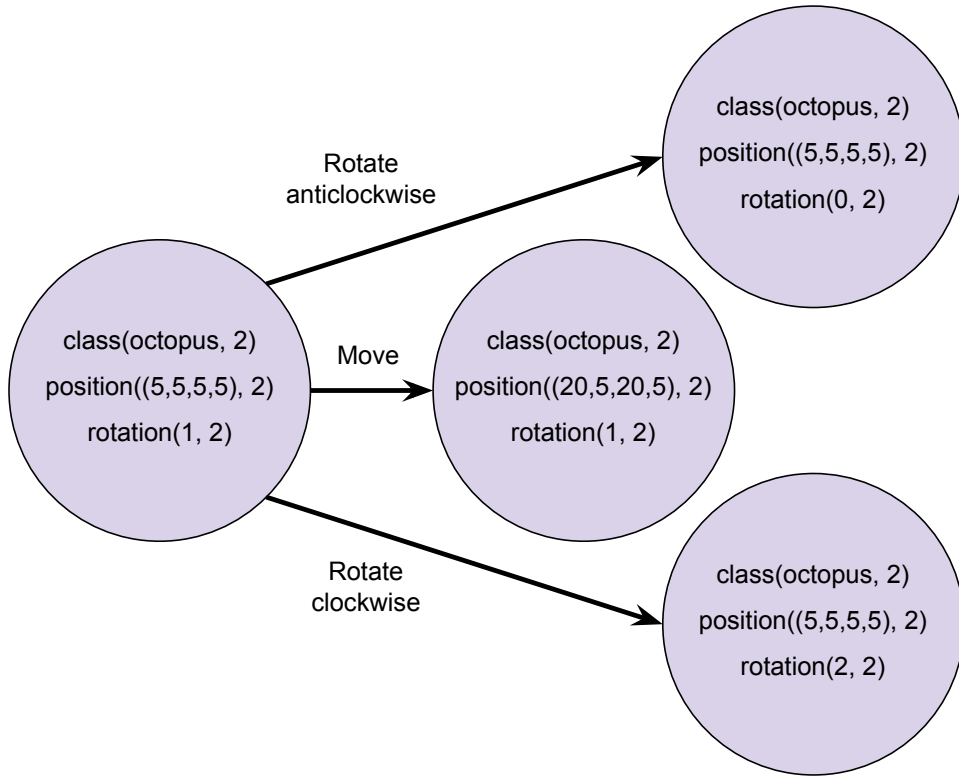 class(octopus, 2)
position((5,5,5,5), 2)
rotation(0, 2)
Rotate
anticlockwise
class(octopus, 2)
position((5,5,5,5), 2)
rotation(1, 2)
Move
class(octopus, 2)
position((20,5,20,5), 2)
rotation(1, 2)
Rotate
clockwise
class(octopus, 2)
position((5,5,5,5), 2)
rotation(2, 2)